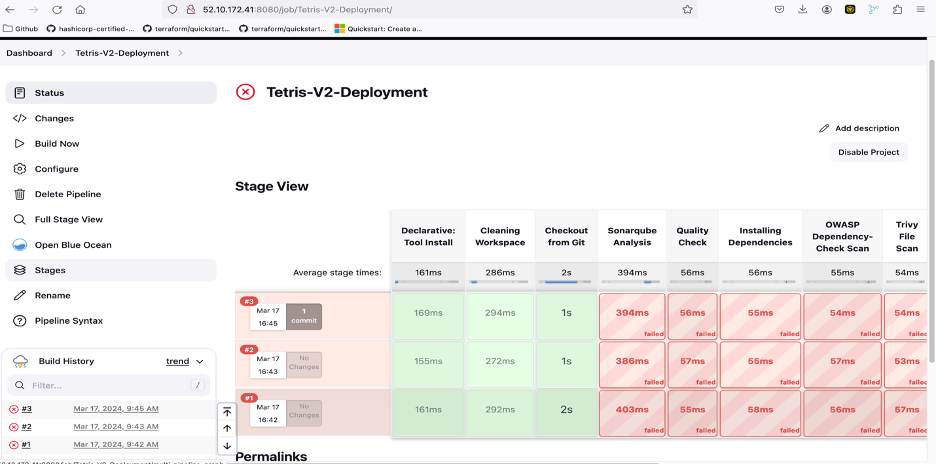 52.10.172.41:8080/job/Tetris-V2-Deployment/
Github hashicorp-certified-... terraform/quickstart... terraform/quickstart... Quickstart: Create a...
Dashboard > Tetris-V2-Deployment >
Status
Changes
Build Now
Configure
Delete Pipeline
Full Stage View
Open Blue Ocean
Stages
Rename
Pipeline Syntax
Build History trend
Filter... /
#3 Mar 17, 2024, 9:45 AM
#2 Mar 17, 2024, 9:43 AM
#1 Mar 17, 2024, 9:42 AM
Tetris-V2-Deployment
Add description
Disable Project
Stage View
Declarative: Cleaning Checkout Sonarqube Quality Installing OWASP Trivy
Tool Install Workspace from Git Analysis Check Dependencies Dependency- File
Check Scan Scan
Average stage times: 161ms 286ms 2s 394ms 56ms 56ms 55ms 54ms
#3
Mar 17 1
16:45 commit
169ms 294ms 1s 394ms 56ms 55ms 54ms 54ms
failed failed failed failed failed
#2
Mar 17 No
16:43 Changes
155ms 272ms 1s 386ms 57ms 55ms 57ms 53ms
failed failed failed failed failed
#1
Mar 17 No
16:42 Changes
161ms 292ms 2s 403ms 55ms 58ms 56ms 57ms
failed failed failed failed failed
Permalinks